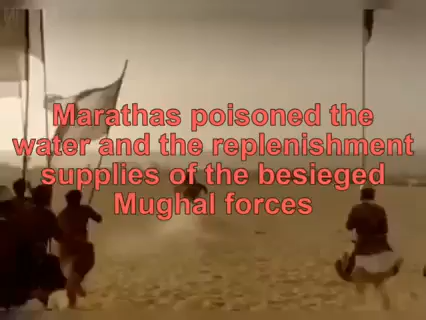 Marathas poisoned the
water and the replenishment
supplies of the besieged
Mughal forces